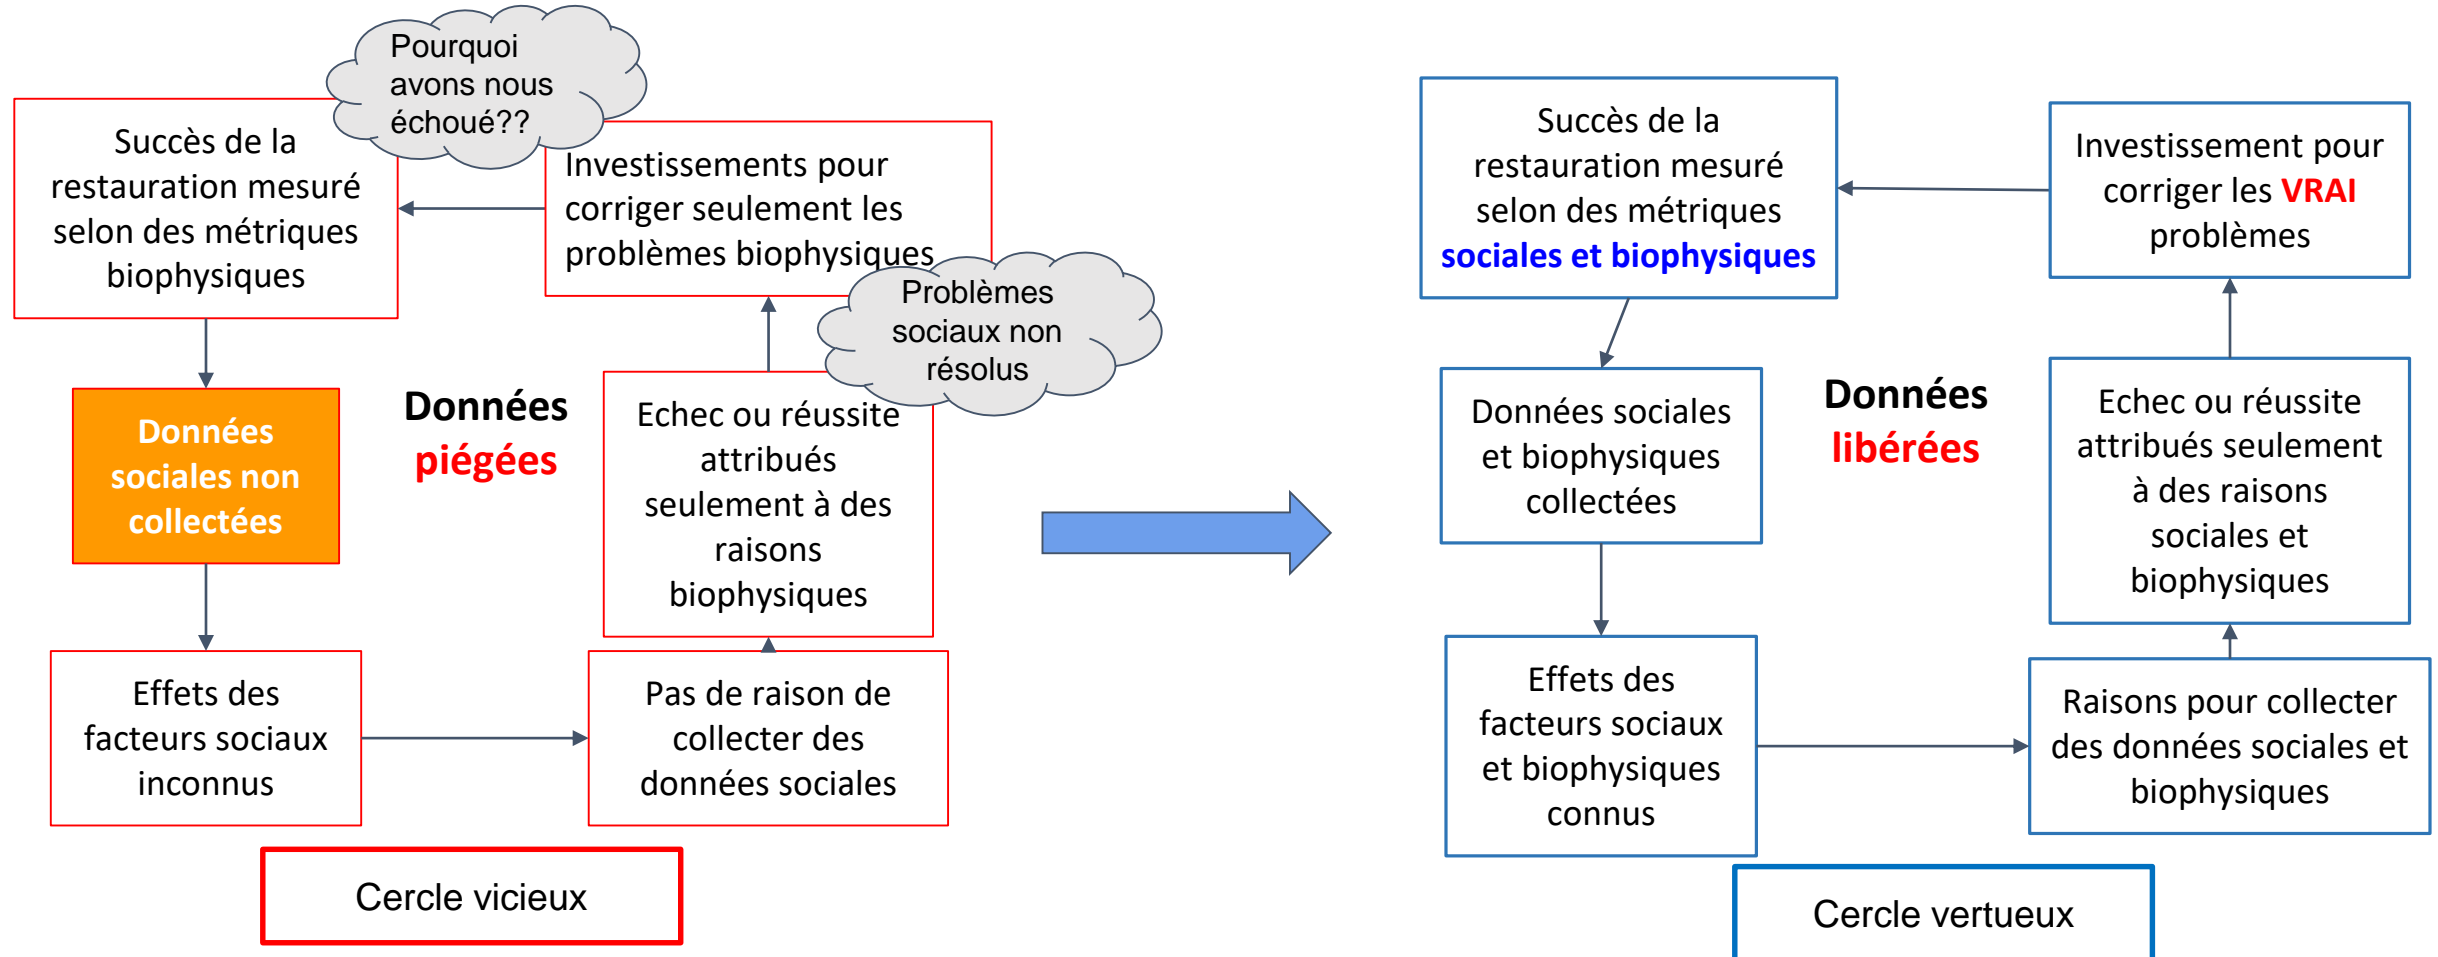 Pourquoi
avons nous
échoué??
Succès de la
restauration mesuré
selon des métriques
biophysiques
Investissements pour
corriger seulement les
problèmes biophysiques
Problèmes
sociaux non
résolus
Données
sociales non
collectées
Données
piégées
Echec ou réussite
attribués
seulement à des
raisons
biophysiques
Effets des
facteurs sociaux
inconnus
Pas de raison de
collecter des
données sociales
Cercle vicieux
Succès de la
restauration mesuré
selon des métriques
sociales et biophysiques
Investissement pour
corriger les VRAI
problèmes
Données sociales
et biophysiques
collectées
Données
libérées
Echec ou réussite
attribués seulement
à des raisons
sociales et
biophysiques
Effets des
facteurs sociaux
et biophysiques
connus
Raisons pour collecter
des données sociales et
biophysiques
Cercle vertueux